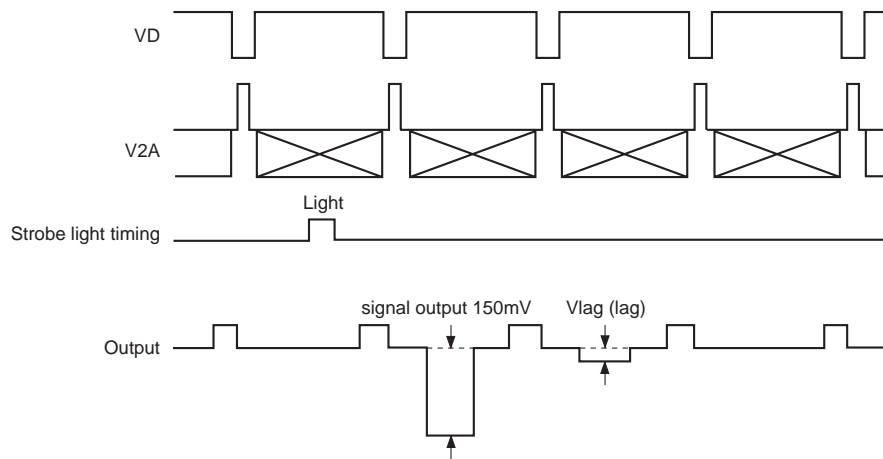 VD
V2A
Light
Strobe light timing
signal output 150mV
Vlag (lag)
Output